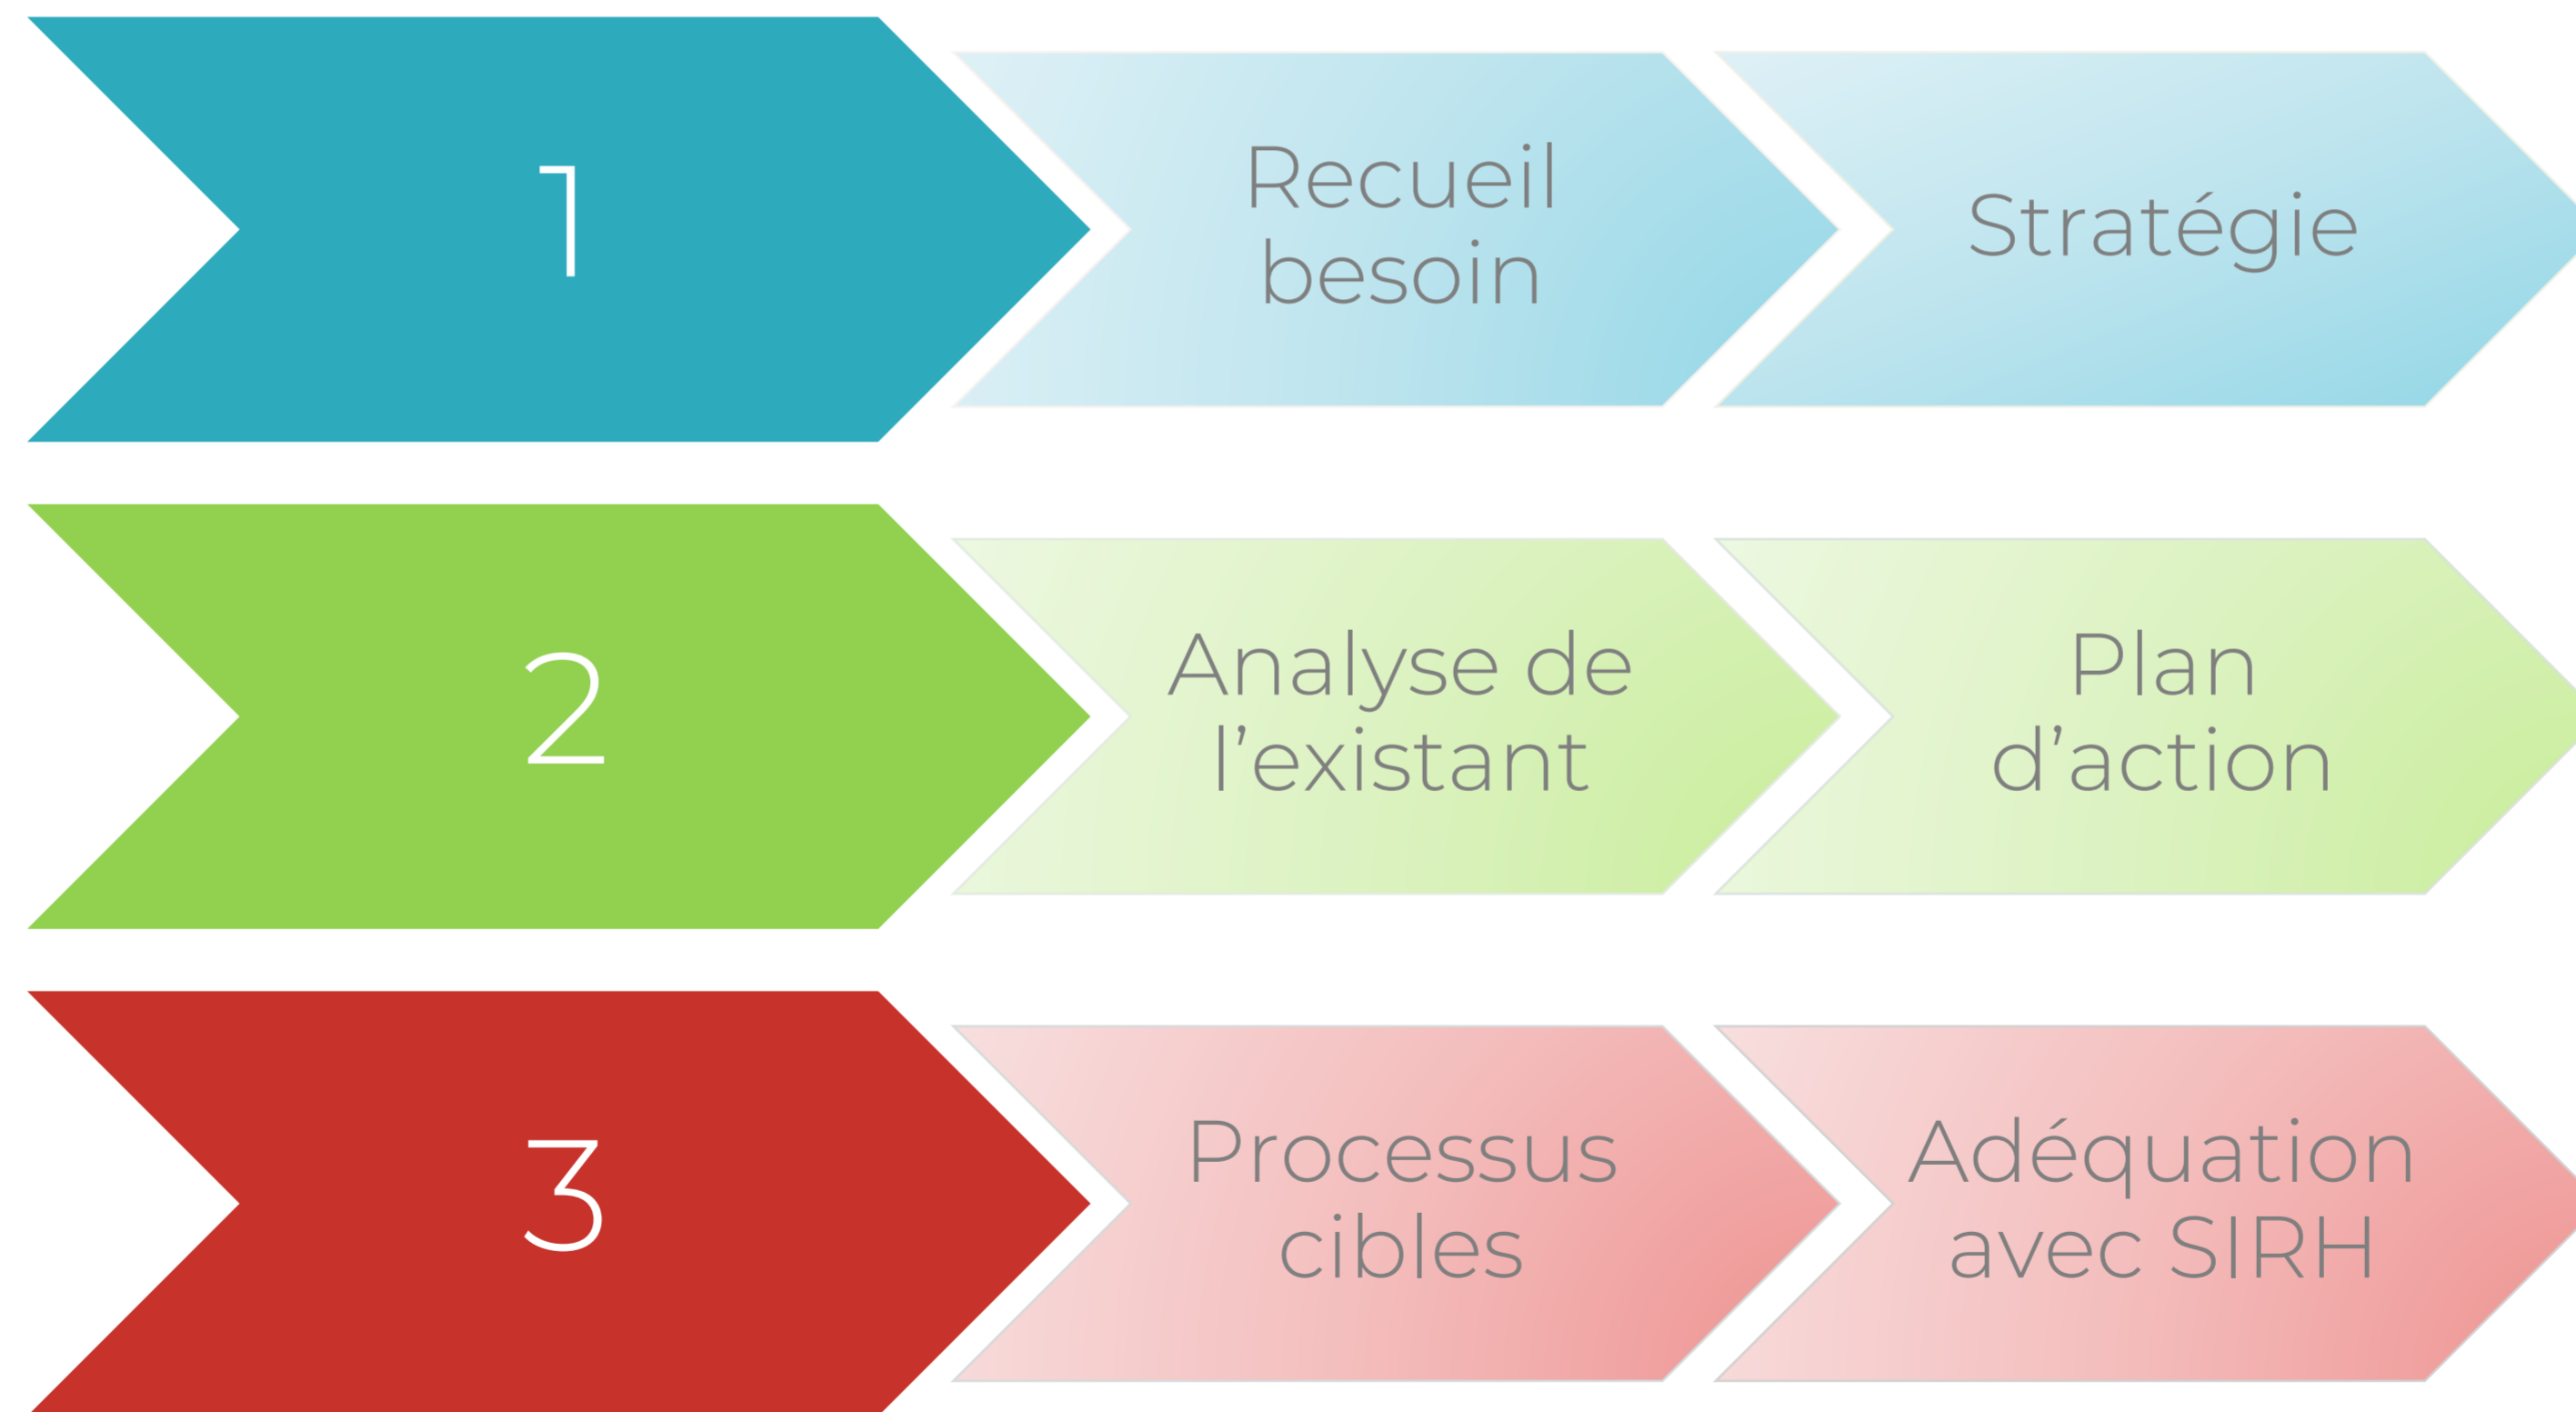 1
Recueil
besoin
Stratégie
2
Analyse de
l’existant
Plan
d’action
3
Processus
cibles
Adéquation
avec SIRH